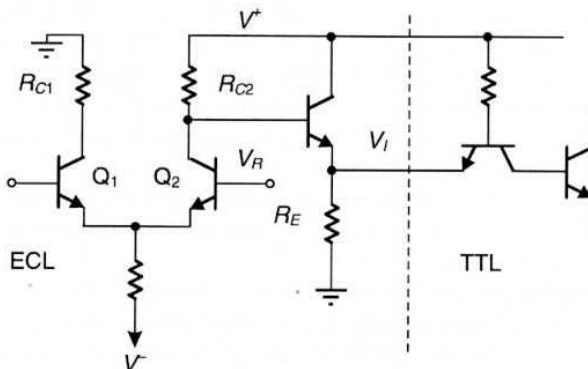 V⁺
R_C1
R_C2
Q₁
Q₂
V_R
V_I
R_E
ECL
TTL
V⁻